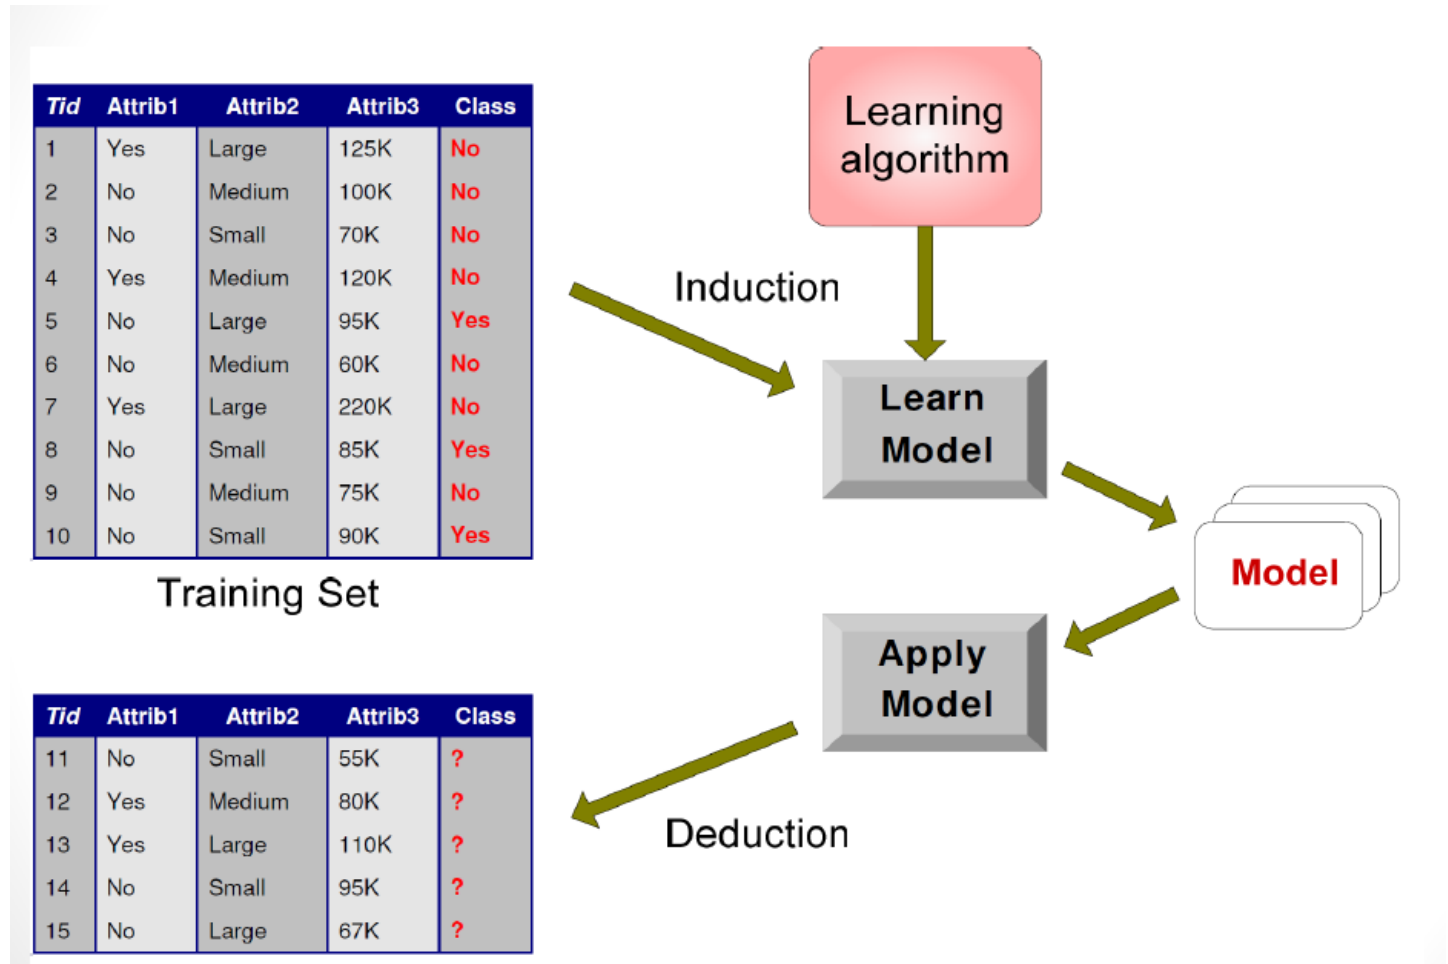 Tid Attrib1 Attrib2 Attrib3 Class
1 Yes Large 125K No
2 No Medium 100K No
3 No Small 70K No
4 Yes Medium 120K No
5 No Large 95K Yes
6 No Medium 60K No
7 Yes Large 220K No
8 No Small 85K Yes
9 No Medium 75K No
10 No Small 90K Yes
Training Set
Learning
algorithm
Induction
Learn
Model
Model
Apply
Model
Deduction
Tid Attrib1 Attrib2 Attrib3 Class
11 No Small 55K ?
12 Yes Medium 80K ?
13 Yes Large 110K ?
14 No Small 95K ?
15 No Large 67K ?